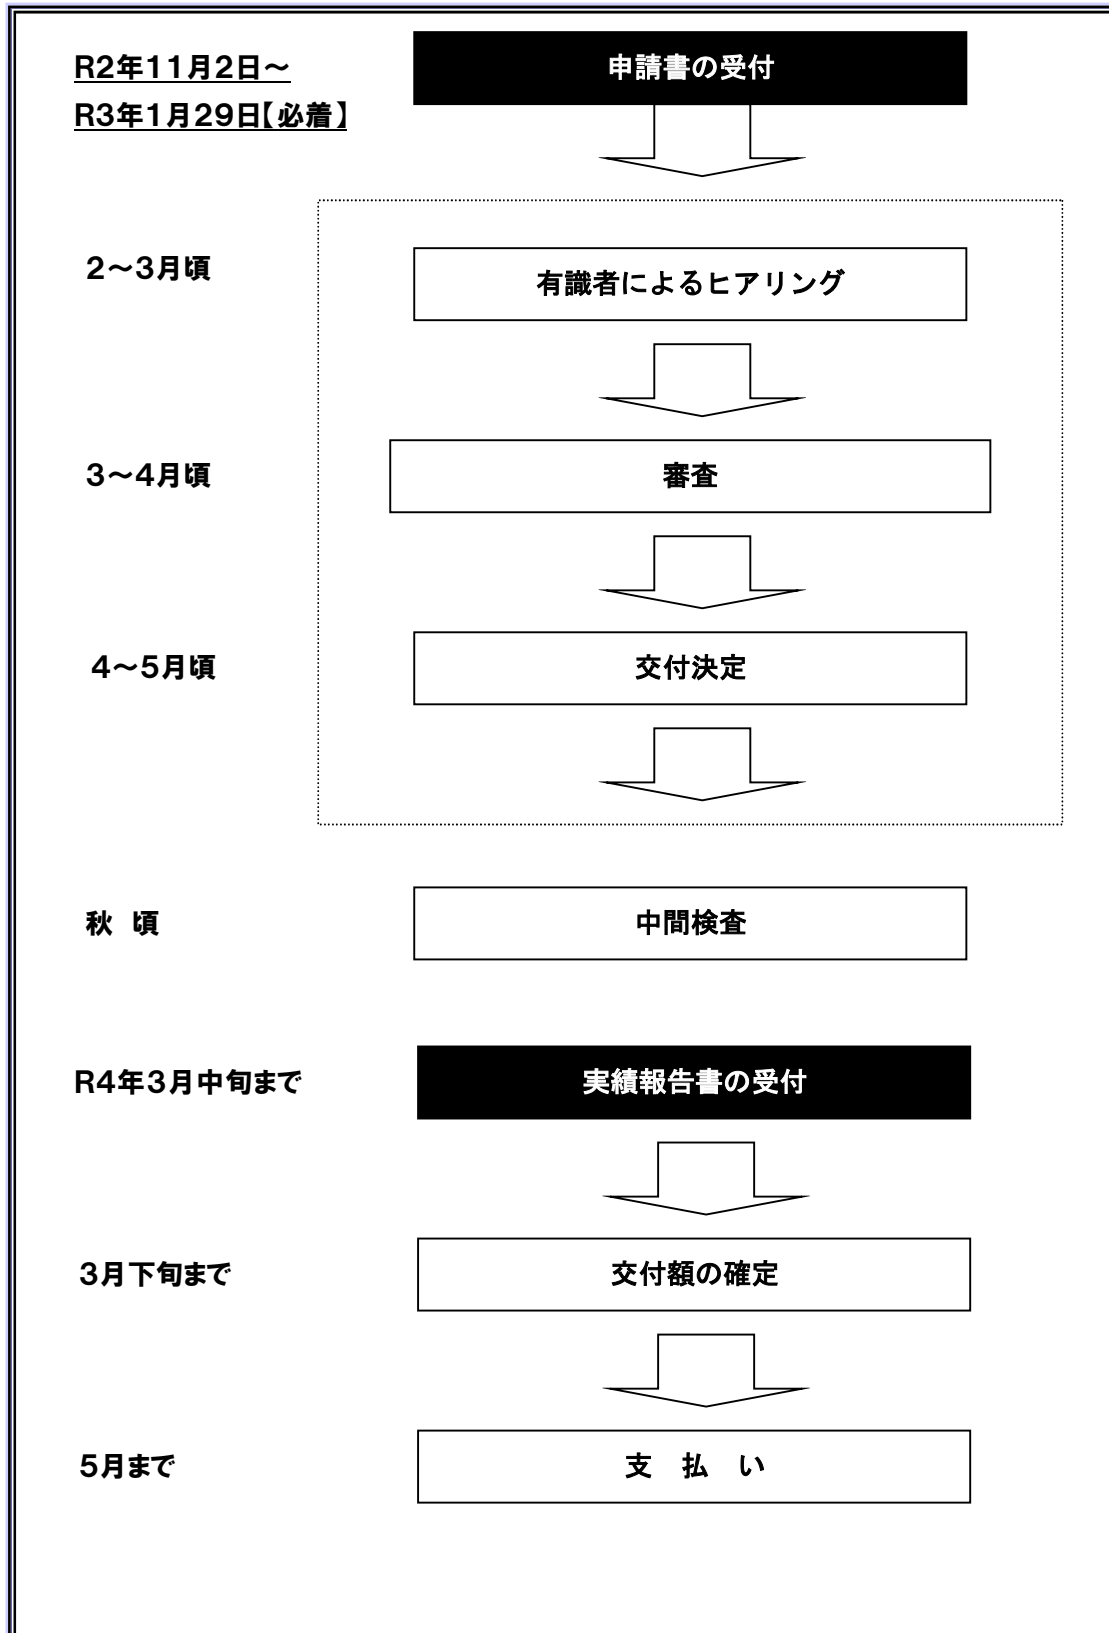 R2年11月2日～
申請書の受付
R3年1月29日【必着】
2～3月頃
有識者によるヒアリング
3～4月頃
審査
4～5月頃
交付決定
秋 頃
中間検査
R4年3月中旬まで
実績報告書の受付
3月下旬まで
交付額の確定
5月まで
支 払 い